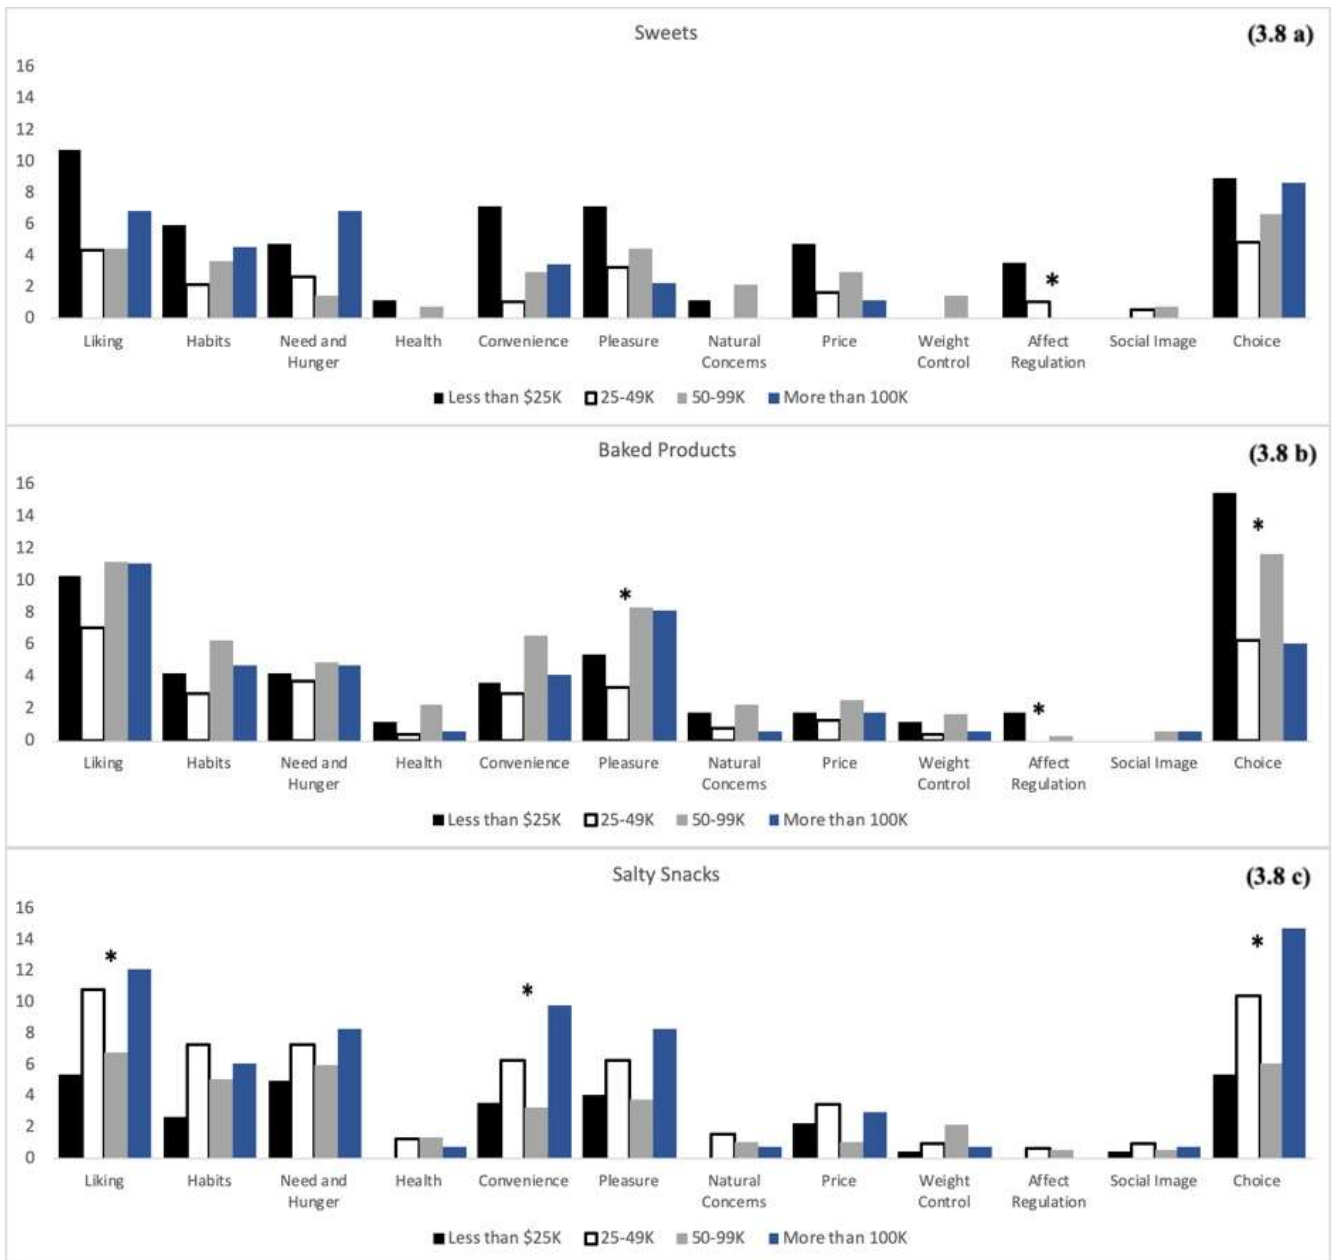 Sweets
(3.8 a)
16
14
12
10
8
6
4
2
0
*
Liking Habits Need and Hunger Health Convenience Pleasure Natural Concerns Price Weight Control Affect Regulation Social Image Choice
Less than $25K 25-49K 50-99K More than 100K
Baked Products
(3.8 b)
16
14
12
10
8
6
4
2
0
*
*
*
Liking Habits Need and Hunger Health Convenience Pleasure Natural Concerns Price Weight Control Affect Regulation Social Image Choice
Less than $25K 25-49K 50-99K More than 100K
Salty Snacks
(3.8 c)
16
14
12
10
8
6
4
2
0
*
*
*
Liking Habits Need and Hunger Health Convenience Pleasure Natural Concerns Price Weight Control Affect Regulation Social Image Choice
Less than $25K 25-49K 50-99K More than 100K